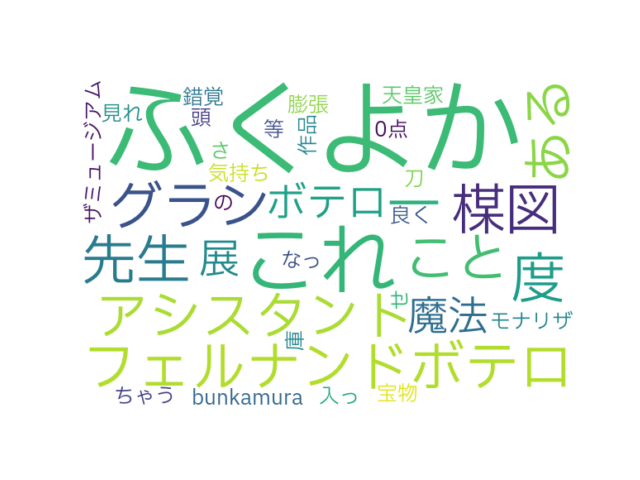 ふくよか
ある
ザミュージアム
見れ
錯覚
頭
膨張
等
作品
天皇家
0点
さ
気持ち
刀
グラン
の
ボテロ
一
良く
楳図
先生
展
これ
なっ
こと
度
アシスタント
セ
魔法
モナリザ
庫
フェルナンドボテロ
ちゃう
bunkamura
入っ
宝物